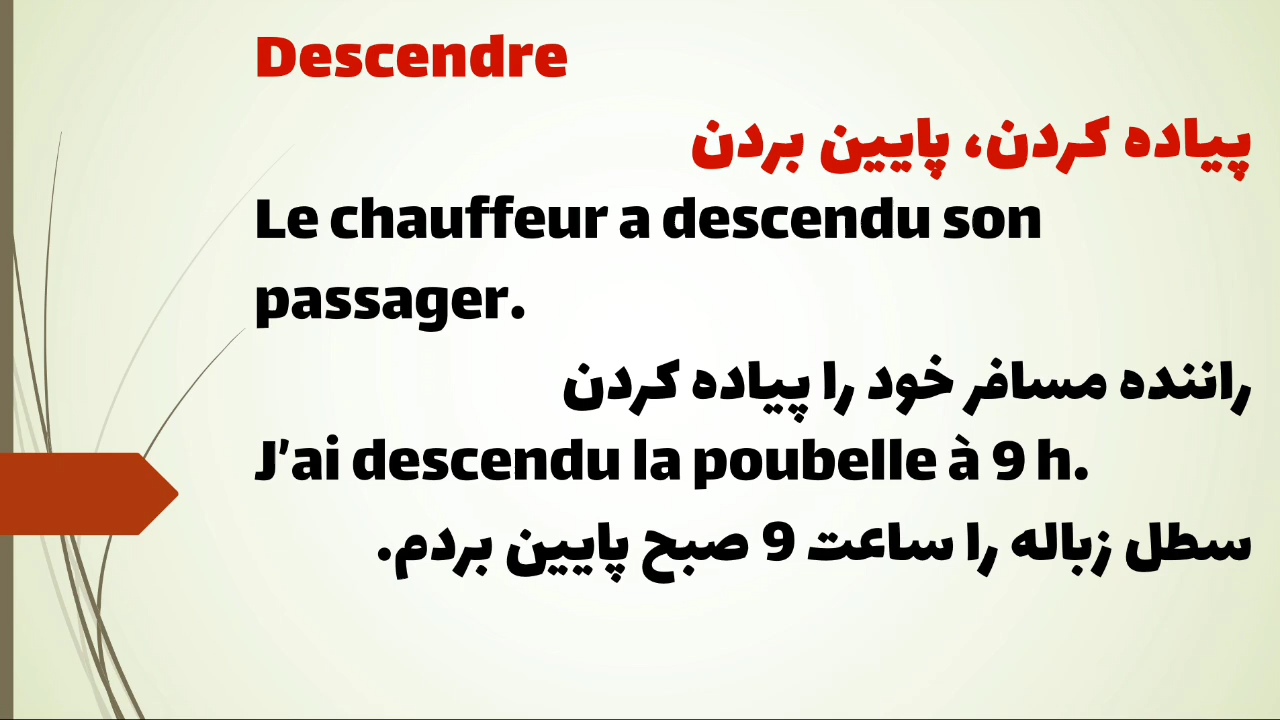 Descendre
پیاده کردن، پایین بردن
Le chauffeur a descendu son
passager.
راننده مسافر خود را پیاده کردن
J’ai descendu la poubelle à 9 h.
سطل زباله را ساعت 9 صبح پایین بردم.